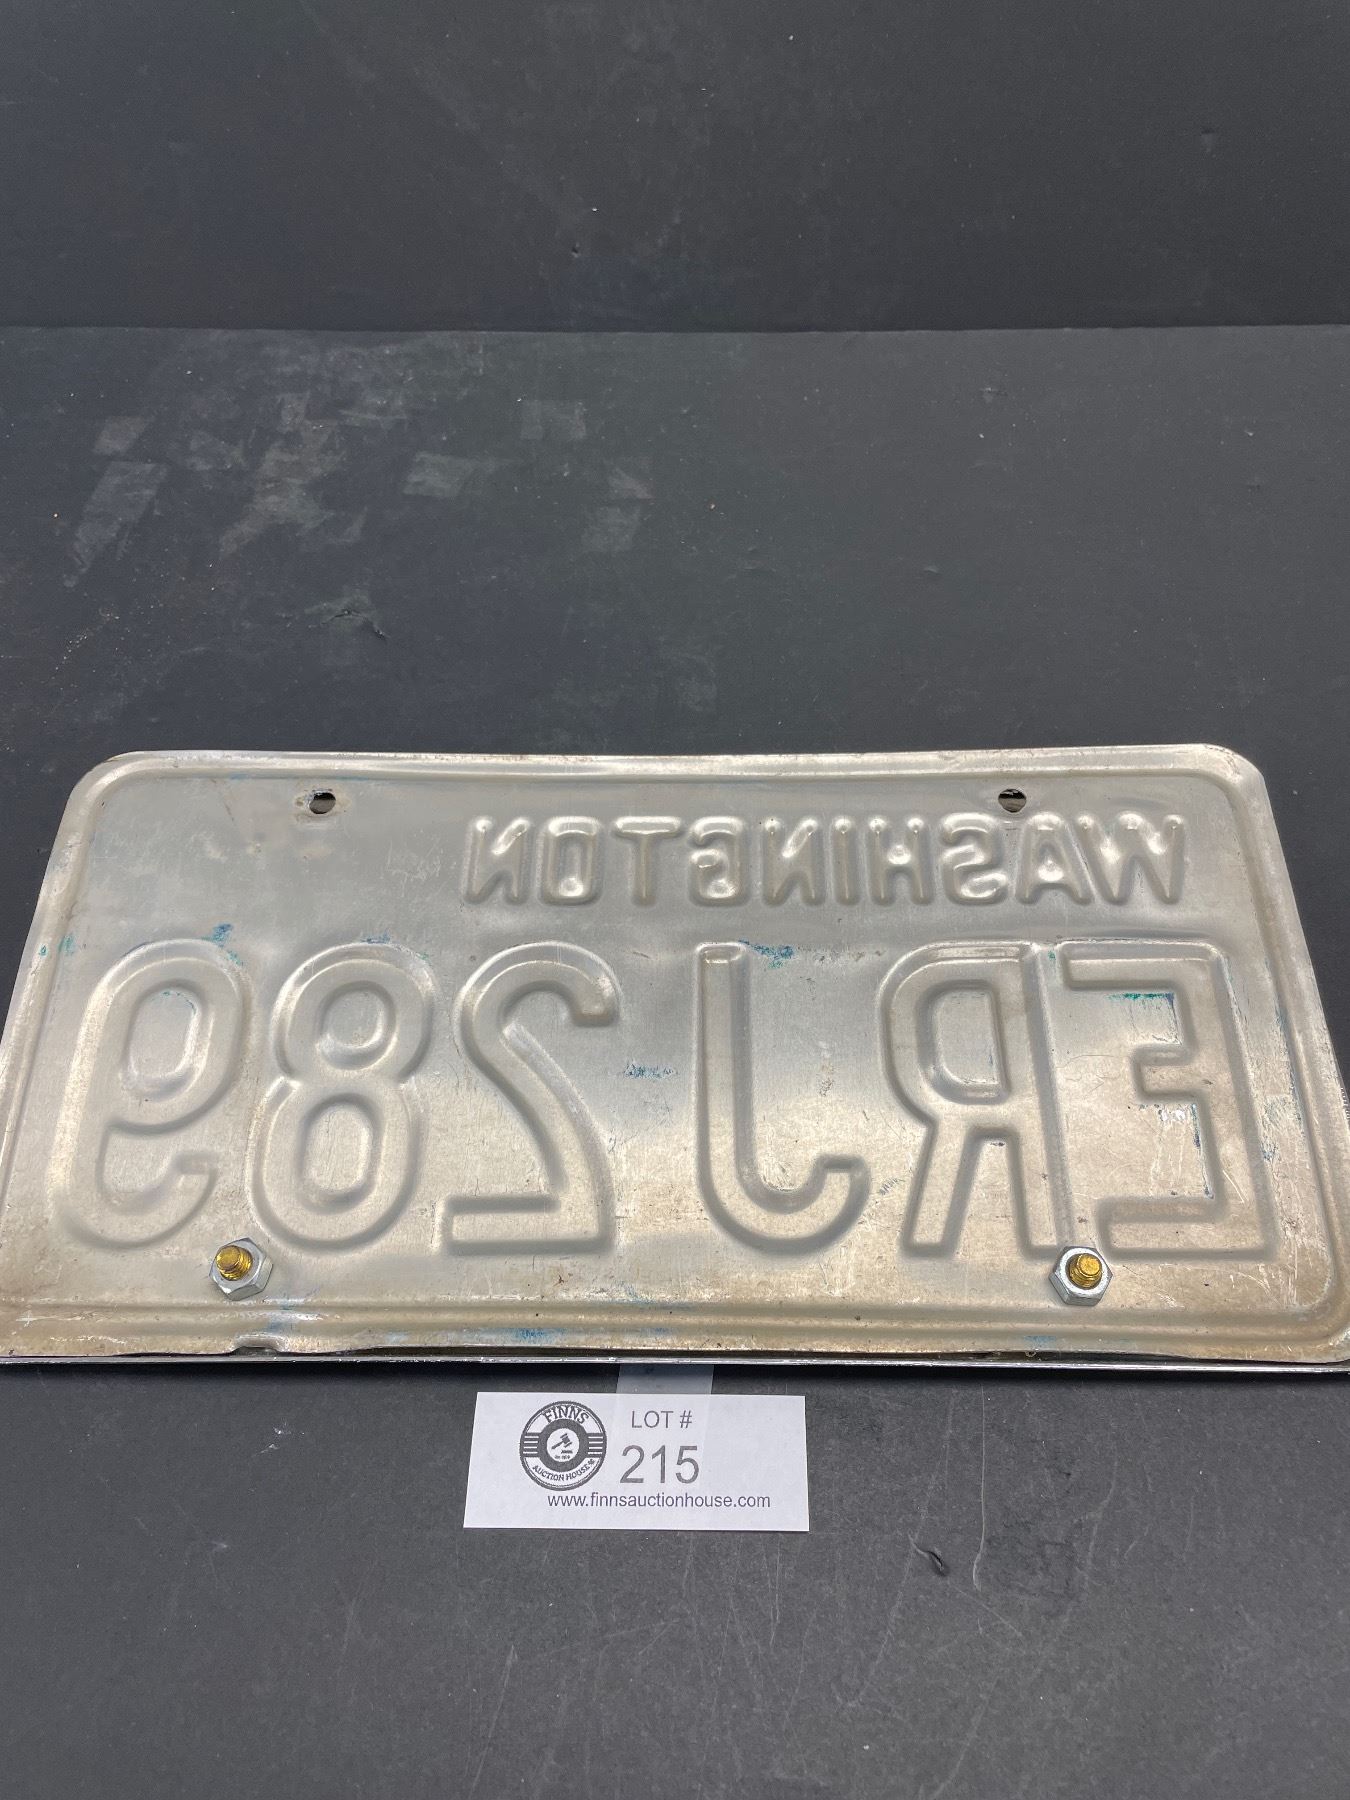 WASHINGTON
ERJ 289
FINNS
AUCTION HOUSE
LOT #
215
www.finnsauctionhouse.com